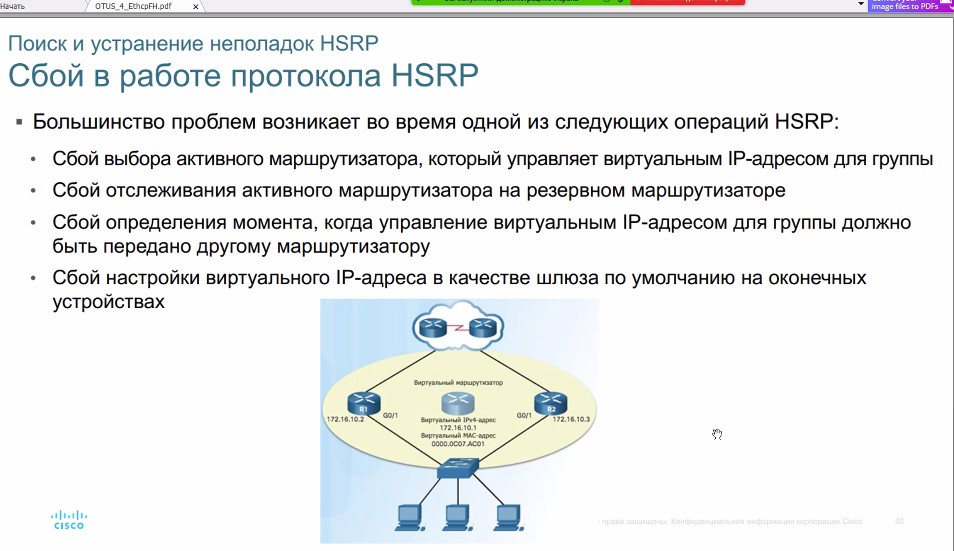 Начать
OTUS_4_EthcpFH.pdf
image files to PDFs
Поиск и устранение неполадок HSRP
Сбой в работе протокола HSRP
Большинство проблем возникает во время одной из следующих операций HSRP:
Сбой выбора активного маршрутизатора, который управляет виртуальным IP-адресом для группы
Сбой отслеживания активного маршрутизатора на резервном маршрутизаторе
Сбой определения момента, когда управление виртуальным IP-адресом для группы должно
быть передано другому маршрутизатору
Сбой настройки виртуального IP-адреса в качестве шлюза по умолчанию на оконечных
устройствах
Виртуальный маршрутизатор
R1
R2
G0/1
G0/1
172.16.10.2
172.16.10.3
Виртуальный IPv4-адрес
172.16.10.1
Виртуальный MAC-адрес
0000.0C07.AC01
CISCO
права защищены. Конфиденциальная информация корпорации Cisco
40